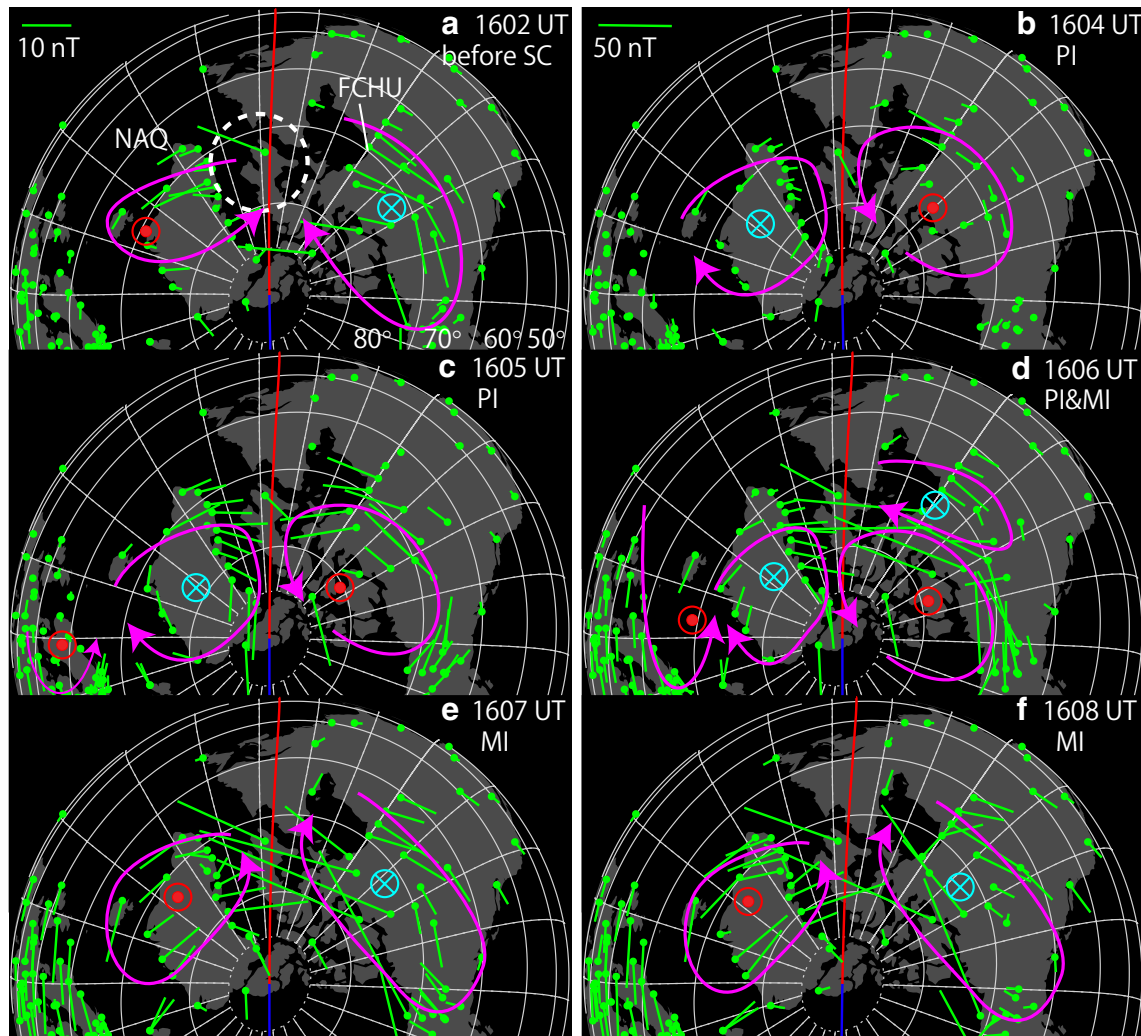 a 1602 UT
before SC
10 nT
FCHU
NAQ
80° 70° 60° 50°
b 1604 UT
PI
50 nT
c 1605 UT
PI
d 1606 UT
PI&MI
e 1607 UT
MI
f 1608 UT
MI